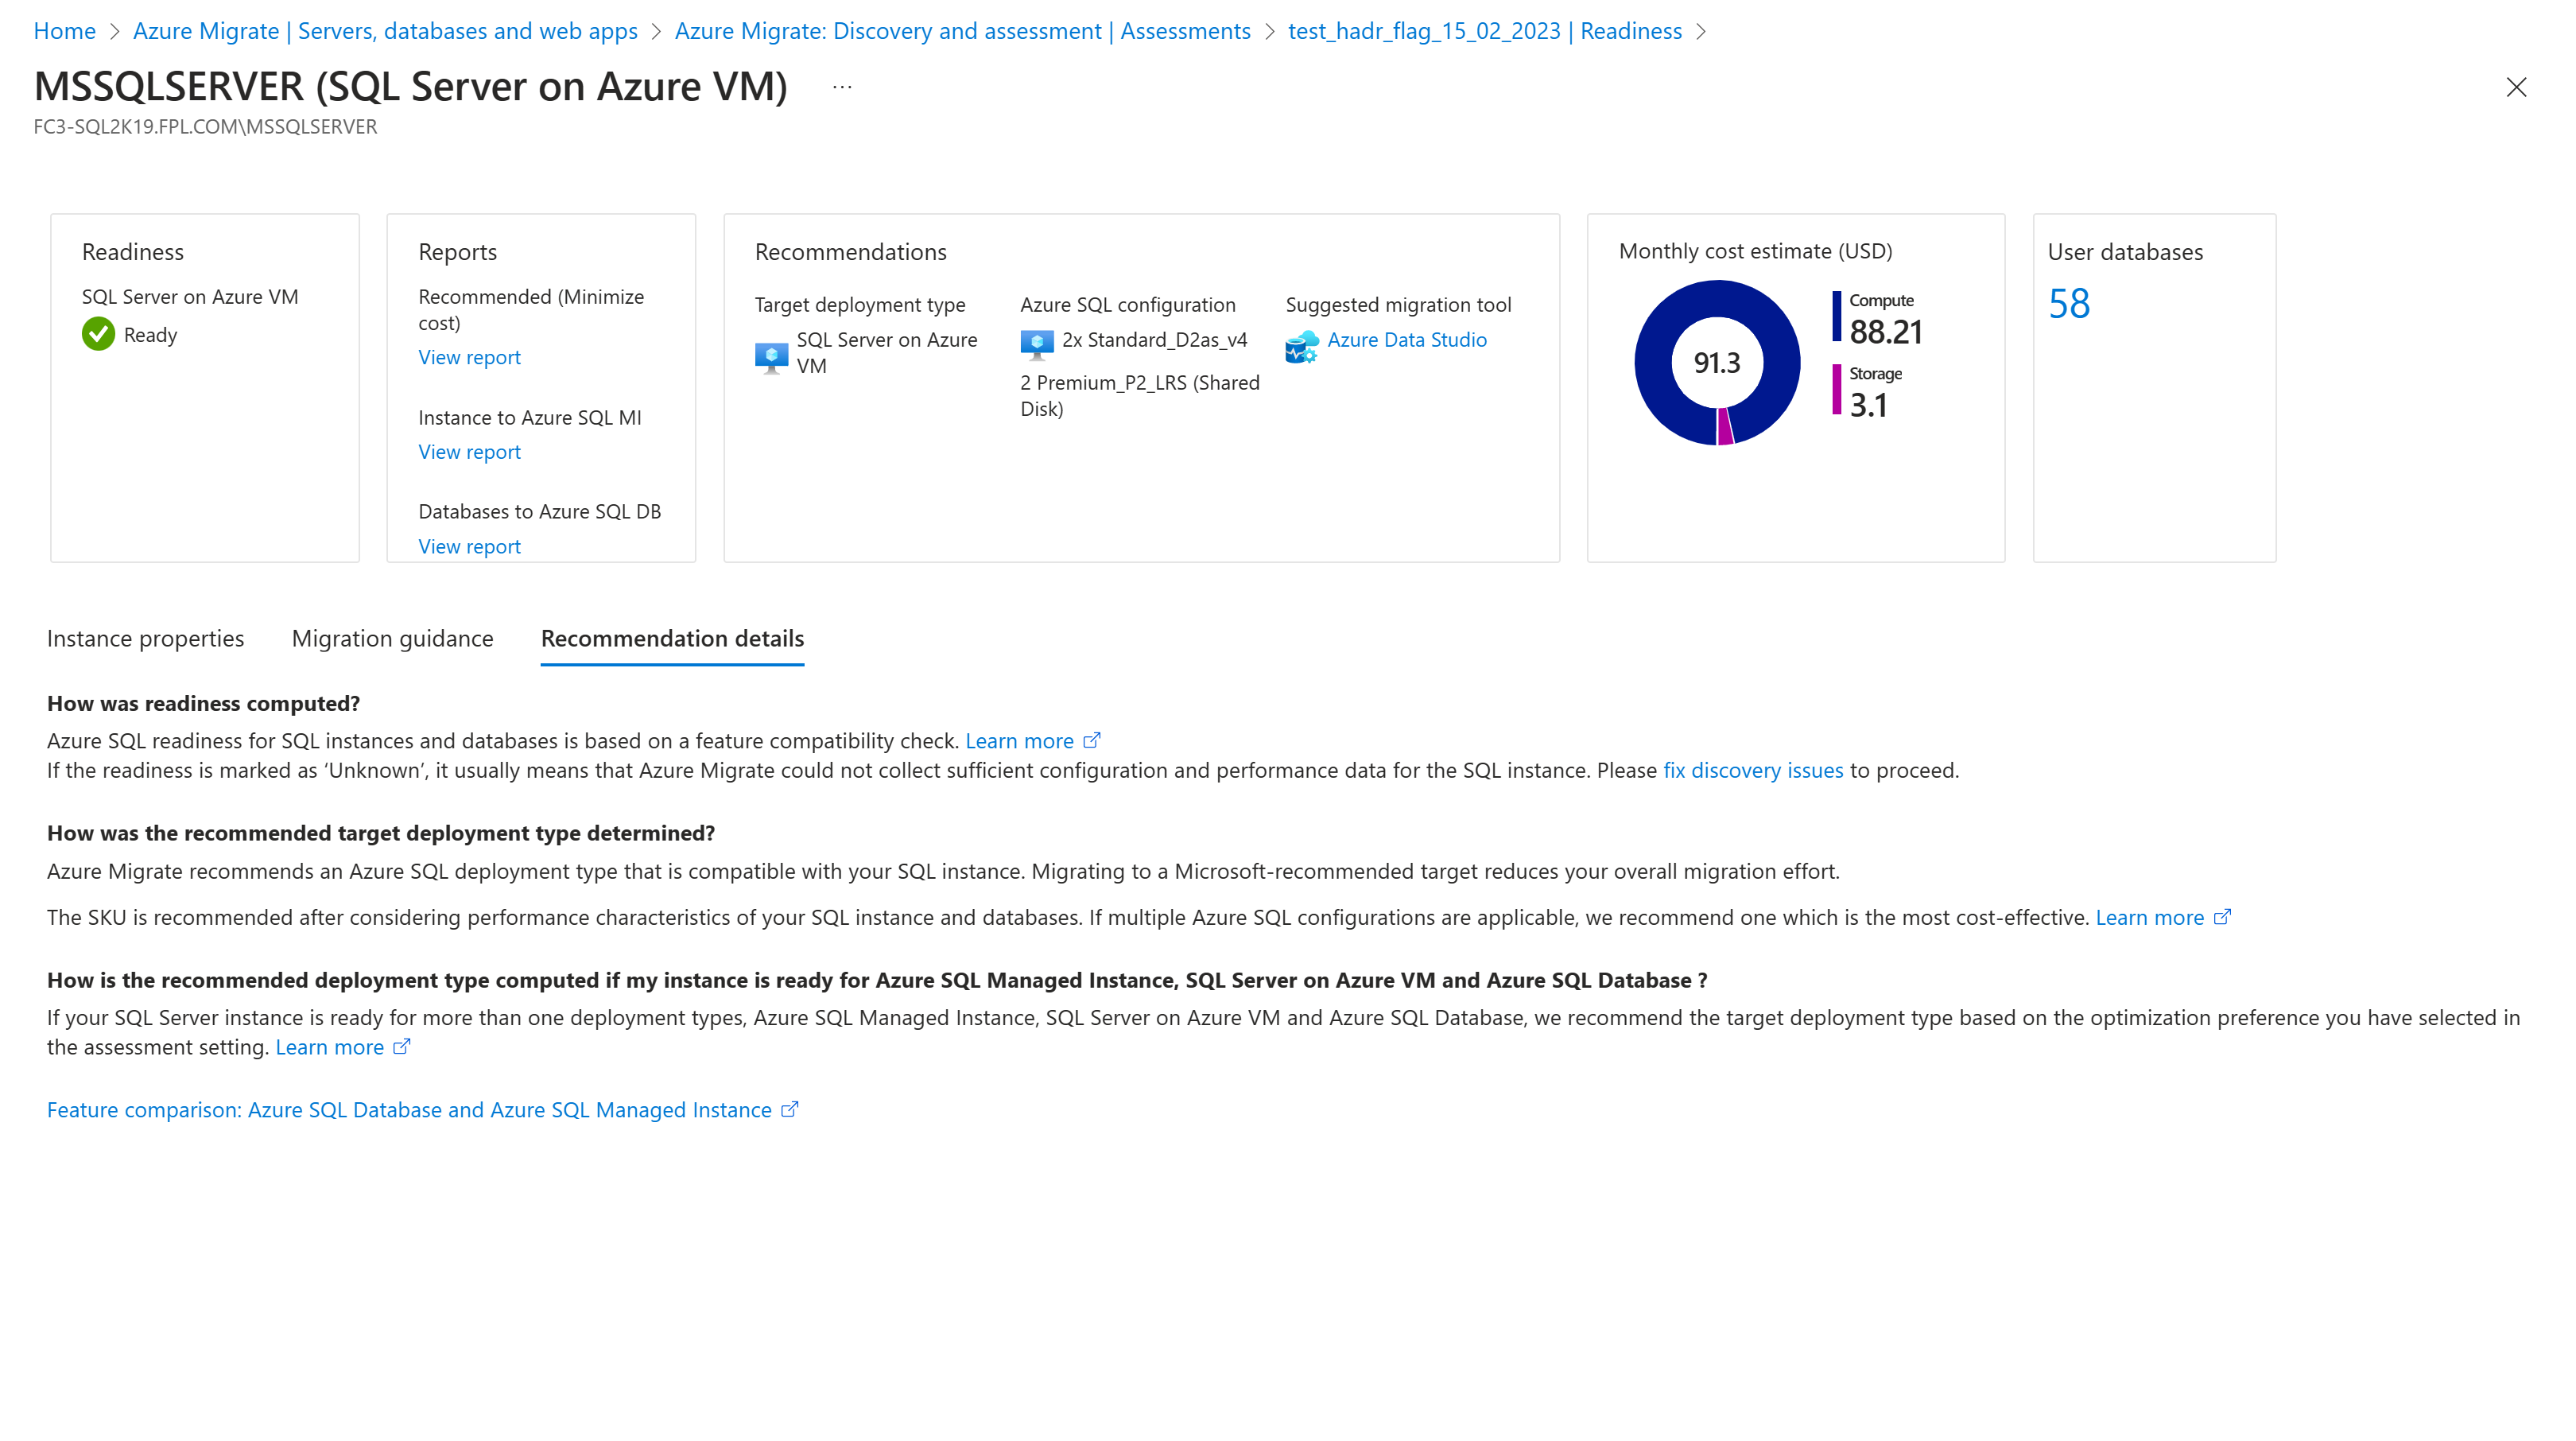 Home > Azure Migrate | Servers, databases and web apps > Azure Migrate: Discovery and assessment | Assessments > test_hadr_flag_15_02_2023 | Readiness >
MSSQLSERVER (SQL Server on Azure VM) ...
FC3-SQL2K19.FPL.COM\MSSQLSERVER
Readiness
SQL Server on Azure VM
Ready
Reports
Recommended (Minimize
cost)
View report
Instance to Azure SQL MI
View report
Databases to Azure SQL DB
View report
Recommendations
Target deployment type
SQL Server on Azure
VM
Azure SQL configuration
2x Standard_D2as_v4
2 Premium_P2_LRS (Shared
Disk)
Suggested migration tool
Azure Data Studio
Monthly cost estimate (USD)
91.3
Compute
88.21
Storage
3.1
User databases
58
Instance properties
Migration guidance
Recommendation details
How was readiness computed?
Azure SQL readiness for SQL instances and databases is based on a feature compatibility check. Learn more
If the readiness is marked as ‘Unknown’, it usually means that Azure Migrate could not collect sufficient configuration and performance data for the SQL instance. Please fix discovery issues to proceed.
How was the recommended target deployment type determined?
Azure Migrate recommends an Azure SQL deployment type that is compatible with your SQL instance. Migrating to a Microsoft-recommended target reduces your overall migration effort.
The SKU is recommended after considering performance characteristics of your SQL instance and databases. If multiple Azure SQL configurations are applicable, we recommend one which is the most cost-effective. Learn more
How is the recommended deployment type computed if my instance is ready for Azure SQL Managed Instance, SQL Server on Azure VM and Azure SQL Database ?
If your SQL Server instance is ready for more than one deployment types, Azure SQL Managed Instance, SQL Server on Azure VM and Azure SQL Database, we recommend the target deployment type based on the optimization preference you have selected in
the assessment setting. Learn more
Feature comparison: Azure SQL Database and Azure SQL Managed Instance